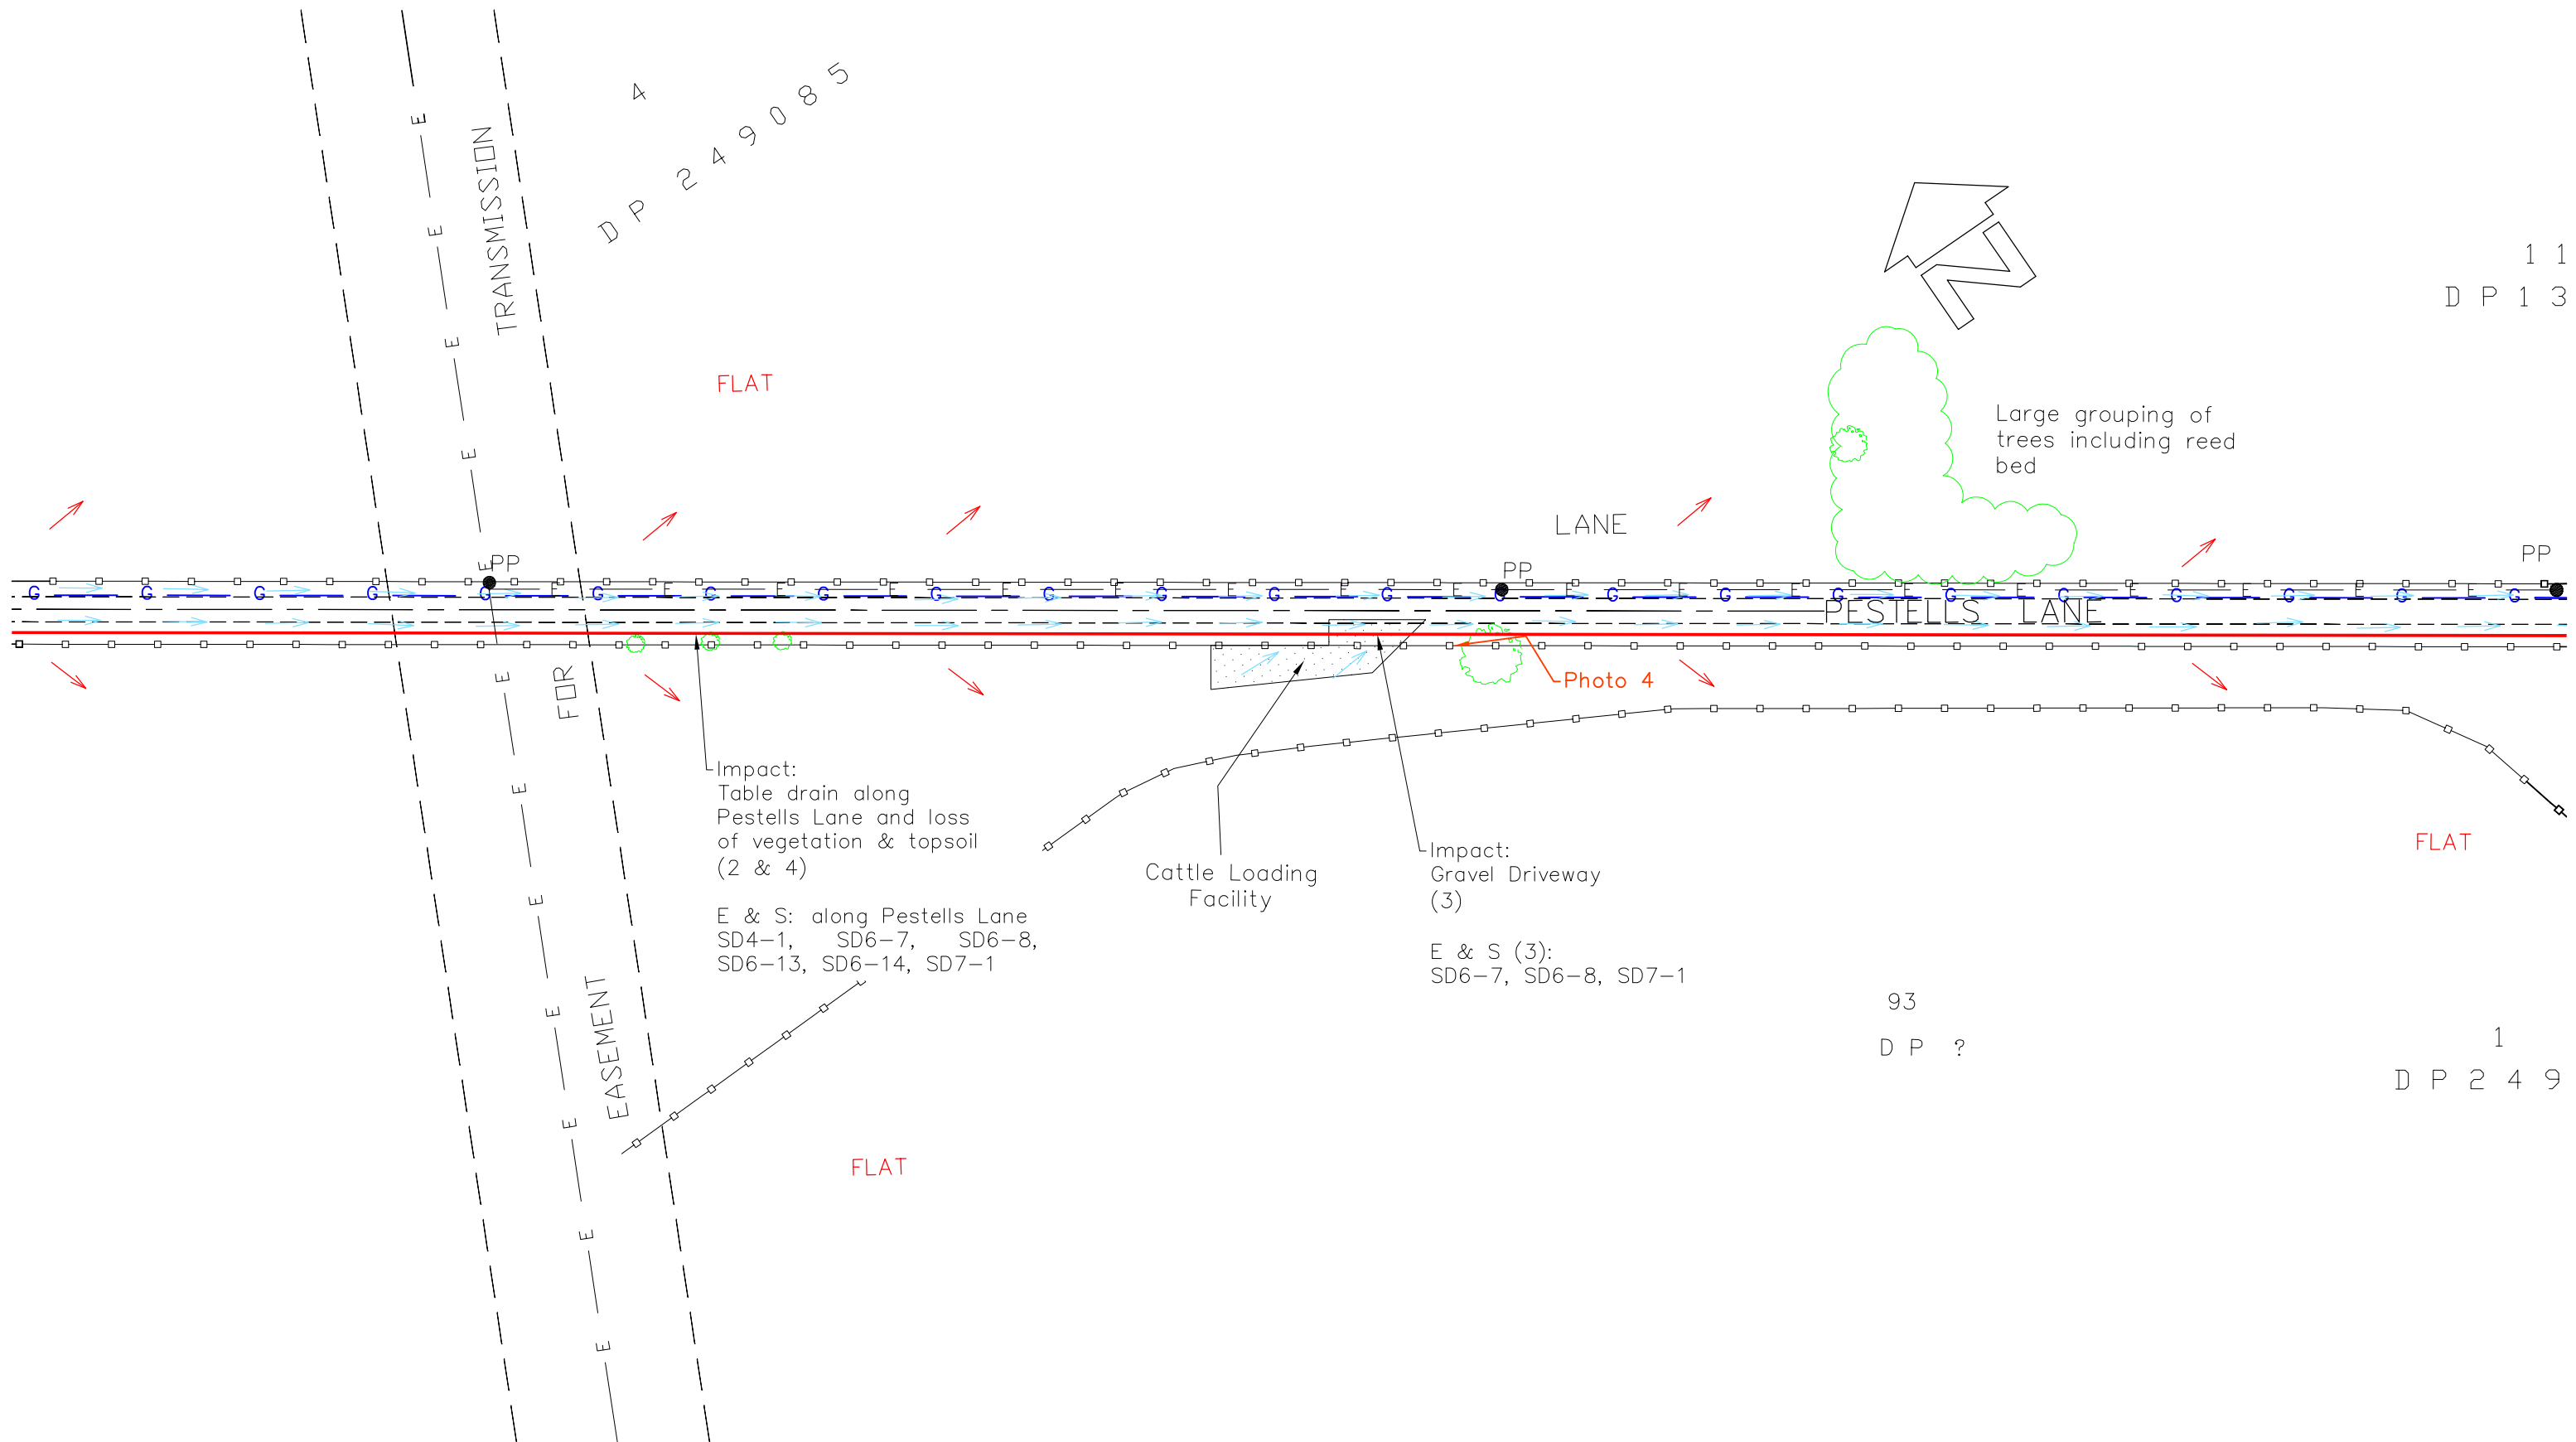 4
DP 249085
TRANSMISSION
N
11
DP13
FLAT
Large grouping of
trees including reed
bed
LANE
PP
PP
PP
E
E
E
E
E
E
G G G G G G G G G G G G G G G G G G G G G G G
E E E E E E E E E E E E E E E E E
PESTELLS LANE
FOR
Photo 4
Impact:
Table drain along
Pestells Lane and loss
of vegetation & topsoil
(2 & 4)
E & S: along Pestells Lane
SD4-1, SD6-7, SD6-8,
SD6-13, SD6-14, SD7-1
Cattle Loading
Facility
Impact:
Gravel Driveway
(3)
E & S (3):
SD6-7, SD6-8, SD7-1
FLAT
EASEMENT
E
E
E
E
E
E
E
93
DP ?
1
DP249
FLAT